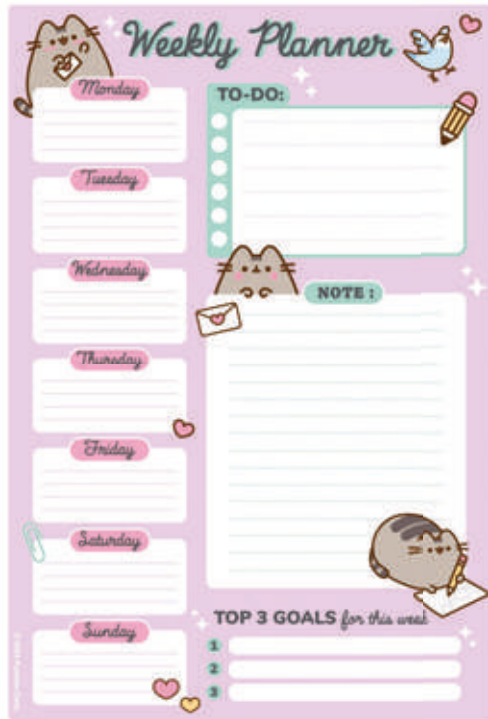 Weekly Planner
Monday
TO-DO:
Tuesday
Wednesday
NOTE :
Thursday
Friday
Saturday
Sunday
TOP 3 GOALS for this week
1
2
3